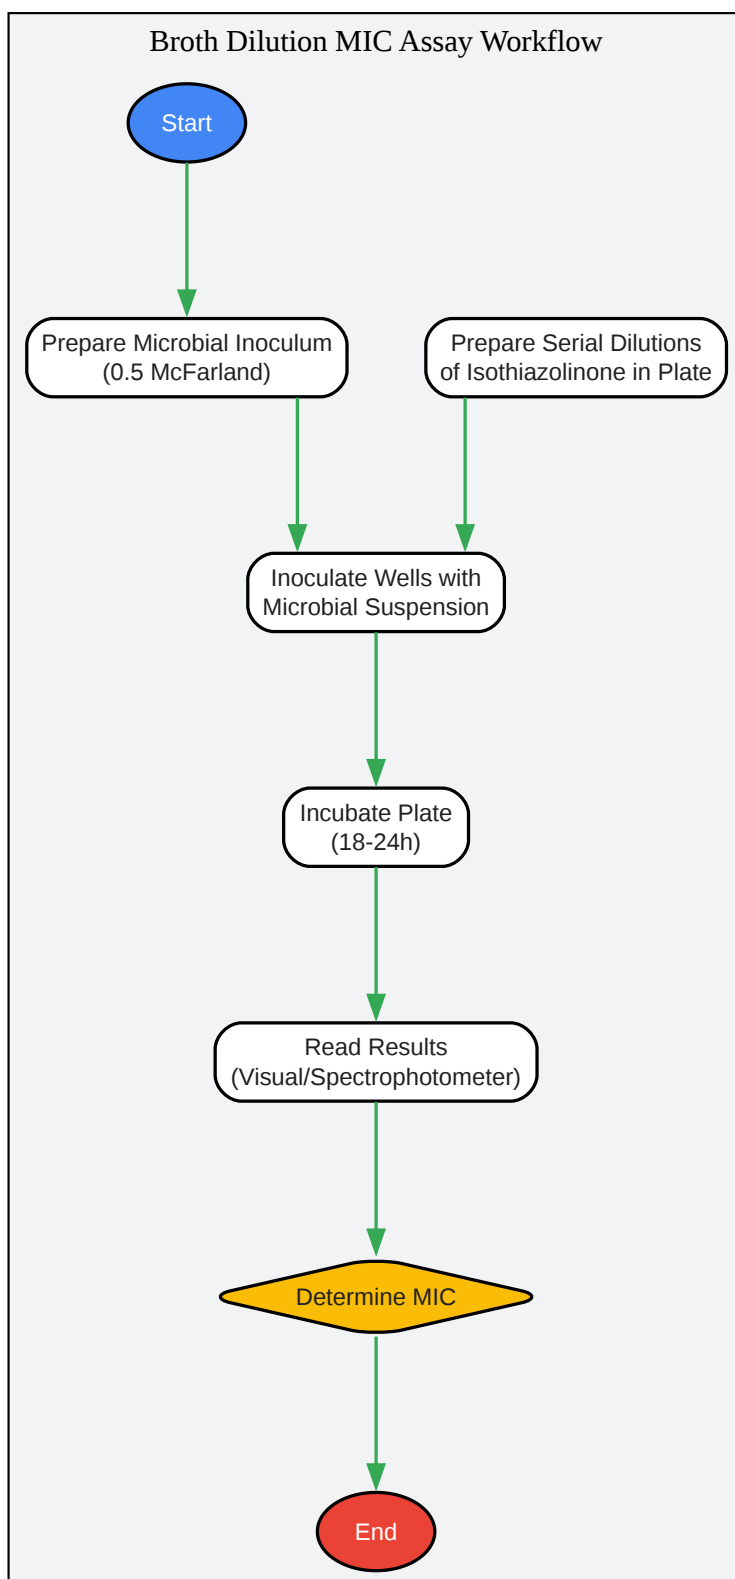 Broth Dilution MIC Assay Workflow
Start
Prepare Microbial Inoculum
(0.5 McFarland)
Prepare Serial Dilutions
of Isothiazolinone in Plate
Inoculate Wells with
Microbial Suspension
Incubate Plate
(18-24h)
Read Results
(Visual/Spectrophotometer)
Determine MIC
End